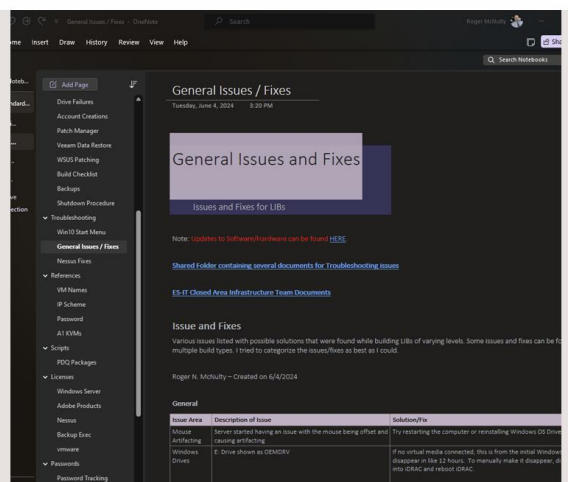 General Issues / Fixes - OneNote
Search
Roger McNulty
Insert Draw History Review View Help
Search Notebooks
Add Page
Drive Failures
Account Creations
Patch Manager
Veeam Data Restore
WSUS Patching
Build Checklist
Backups
Shutdown Procedure
Troubleshooting
Win10 Start Menu
General Issues / Fixes
Nessus Fixes
References
VM Names
IP Scheme
Password
A1 KVMs
Scripts
PDQ Packages
Licenses
Windows Server
Adobe Products
Nessus
Backup Exec
vmware
Passwords
Password Tracking
General Issues / Fixes
Tuesday, June 4, 2024 3:20 PM
General Issues and Fixes
Issues and Fixes for LIBs
Note: Updates to Software/Hardware can be found HERE.
Shared Folder containing several documents for Troubleshooting issues
ES-IT Closed Area Infrastructure Team Documents
Issue and Fixes
Various issues listed with possible solutions that were found while building LIBs of varying levels. Some issues and fixes can be fo
multiple build types. I tried to categorize the issues/fixes as best as I could.
Roger N. McNulty – Created on 6/4/2024
General
Issue Area Description of Issue Solution/Fix
Mouse Server started having an issue with the mouse being offset and Try restarting the computer or reinstalling Windows OS Drive
Artifacting causing artifacting
Windows E: Drive shown as OEMDRV If no virtual media connected, this is from the initial Window
Drives disappear in like 12 hours. To manually make it disappear, di
into iDRAC and reboot iDRAC.